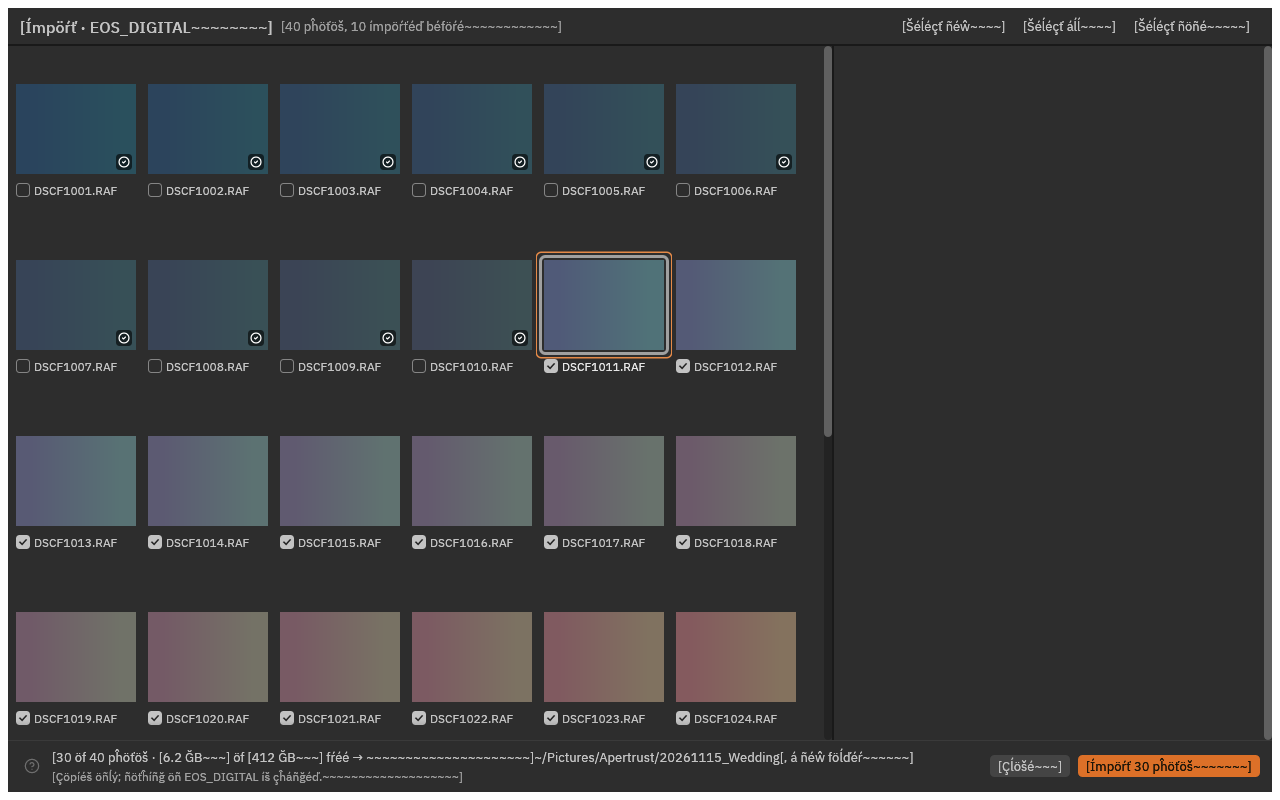 [Ímpöŕť · EOS_DIGITAL~~~~~~~~] [40 pĥöťöš, 10 ímpöŕťéď béföŕé~~~~~~~~~~~~] [Šéĺéçť ñéŵ~~~~] [Šéĺéçť áĺĺ~~~~] [Šéĺéçť ñöñé~~~~~]
DSCF1001.RAF DSCF1002.RAF DSCF1003.RAF DSCF1004.RAF DSCF1005.RAF DSCF1006.RAF
DSCF1007.RAF DSCF1008.RAF DSCF1009.RAF DSCF1010.RAF DSCF1011.RAF DSCF1012.RAF
DSCF1013.RAF DSCF1014.RAF DSCF1015.RAF DSCF1016.RAF DSCF1017.RAF DSCF1018.RAF
DSCF1019.RAF DSCF1020.RAF DSCF1021.RAF DSCF1022.RAF DSCF1023.RAF DSCF1024.RAF
[30 öf 40 pĥöťöš · [6.2 ĞB~~~] öf [412 ĞB~~~] fŕéé → ~~~~~~~~~~~~~~~~~~~~~]~/Pictures/Apertrust/20261115_Wedding[, á ñéŵ föĺďéŕ~~~~~~]
[Çöpíéš öñĺý; ñöťĥíñğ öñ EOS_DIGITAL íš çĥáñğéď.~~~~~~~~~~~~~~~~~~~]
[Çĺöšé~~~] [Ímpöŕť 30 pĥöťöš~~~~~~~]